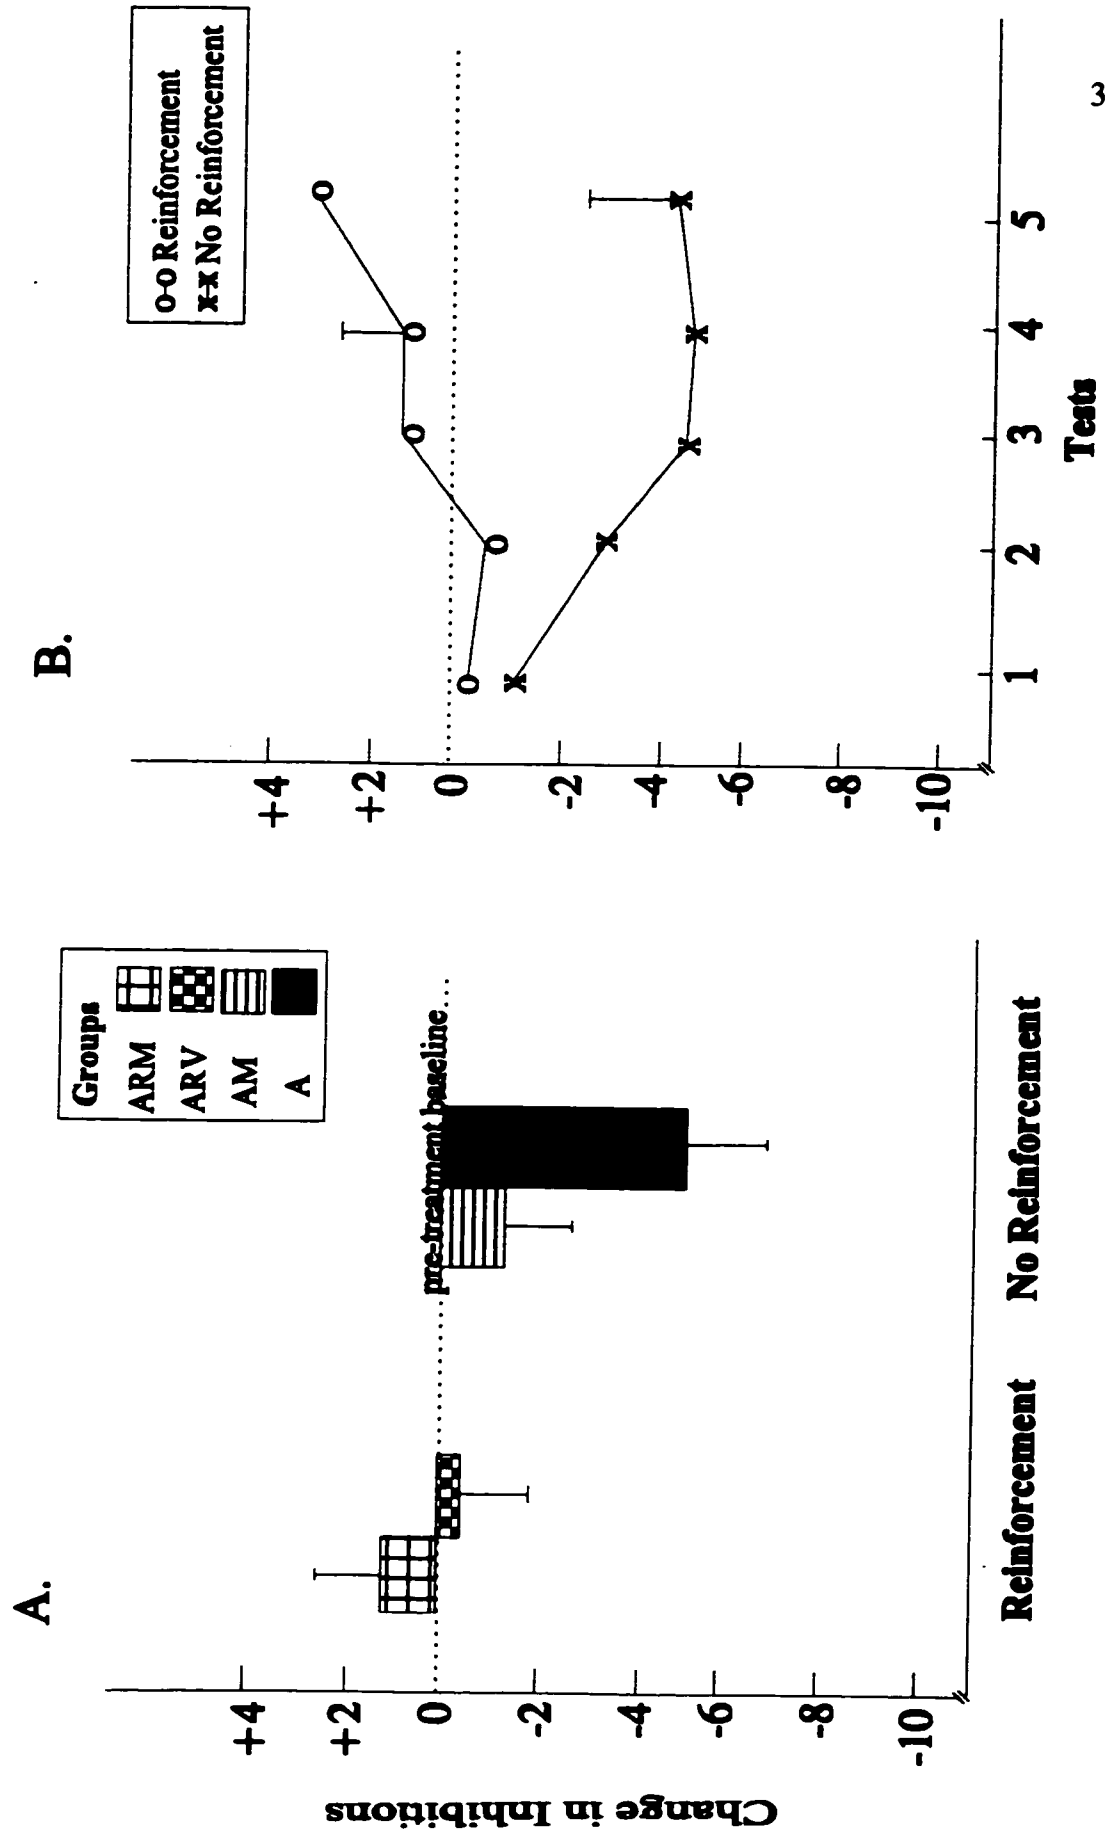 A.
Change in Inhibitions
+4
+2
0
-2
-4
-6
-8
-10
Groups
ARM
ARV
AM
A
pre-treatment baseline
Reinforcement
No Reinforcement
B.
+4
+2
0
-2
-4
-6
-8
-10
o-o Reinforcement
x-x No Reinforcement
1 2 3 4 5
Tests
3